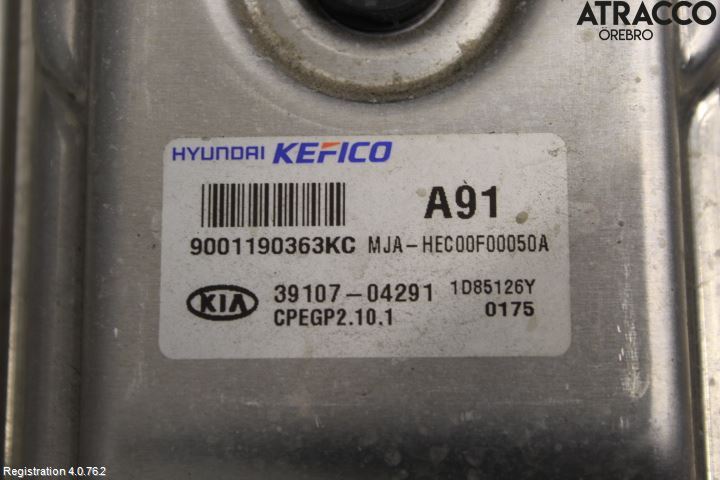 ATRACCO
ÖREBRO
HYUNDAI KEFICO
A91
9001190363KC MJA-HEC00F00050A
KIA 39107-04291 1D85126Y
CPEGP2.10.1 0175
Registration 4.0.76.2